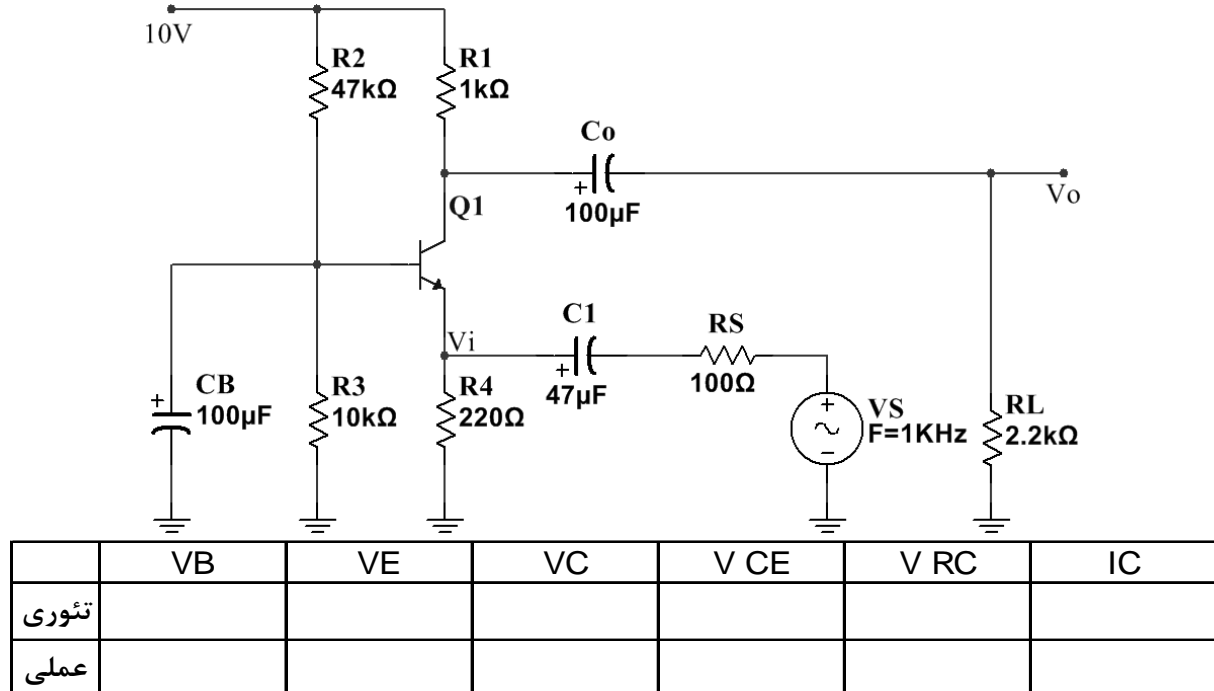 10V
R2
47kΩ
R1
1kΩ
Co
100µF
Vo
Q1
Vi
C1
47µF
RS
100Ω
CB
100µF
R3
10kΩ
R4
220Ω
VS
F=1KHz
RL
2.2kΩ
VB VE VC V CE V RC IC
تئوری
عملی